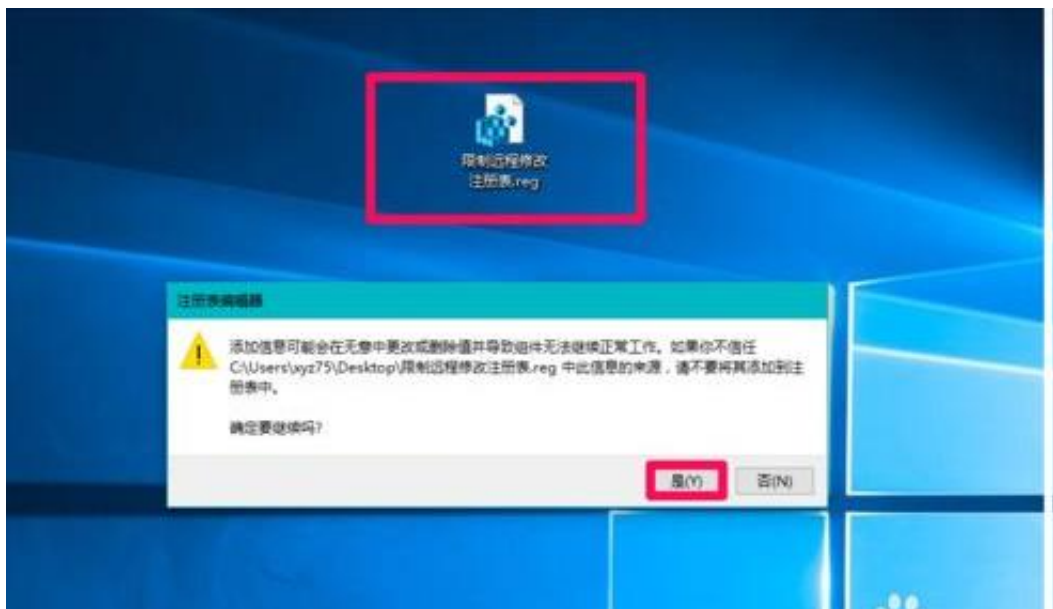 限制远程修改
注册表.reg
注册表编辑器
添加信息可能会在无意中更改或删除值并导致组件无法继续正常工作。如果你不信任
C:\Users\xyz75\Desktop\限制远程修改注册表.reg 中此信息的来源，请不要将其添加到注
册表中。
确定要继续吗?
是(Y)
否(N)